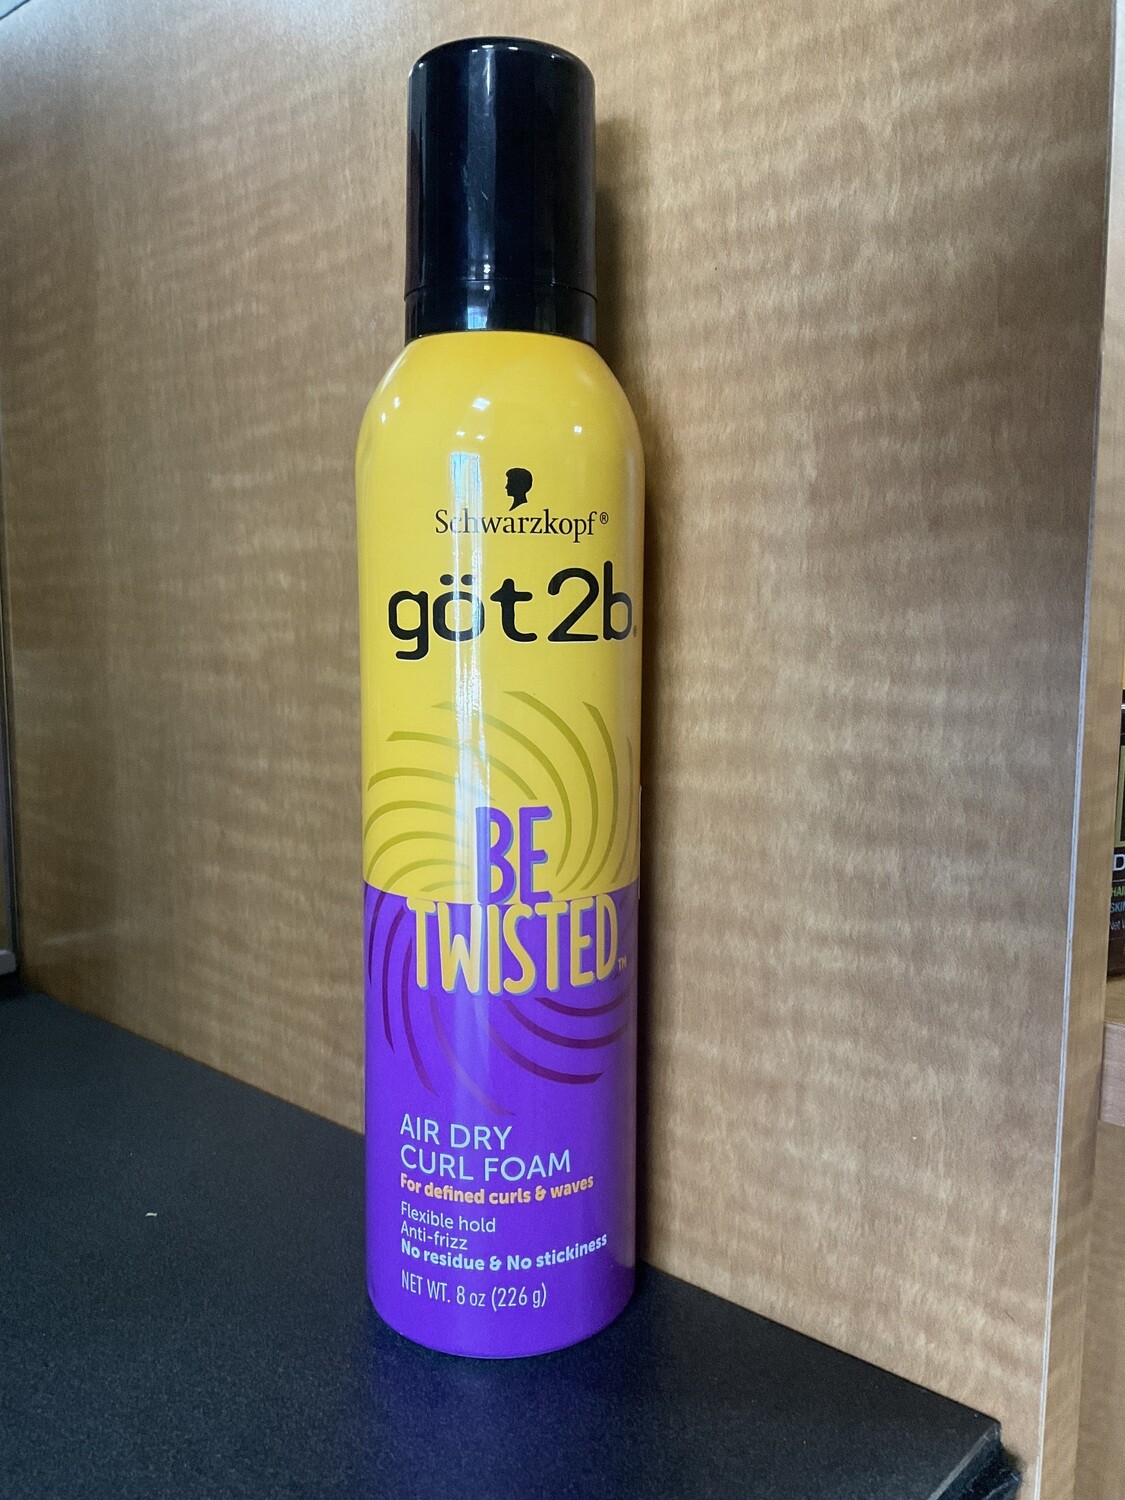 Schwarzkopf®
göt2b.
BE
TWISTED™
AIR DRY
CURL FOAM
For defined curls & waves
Flexible hold
Anti-frizz
No residue & No stickiness
NET WT. 8 oz (226 g)